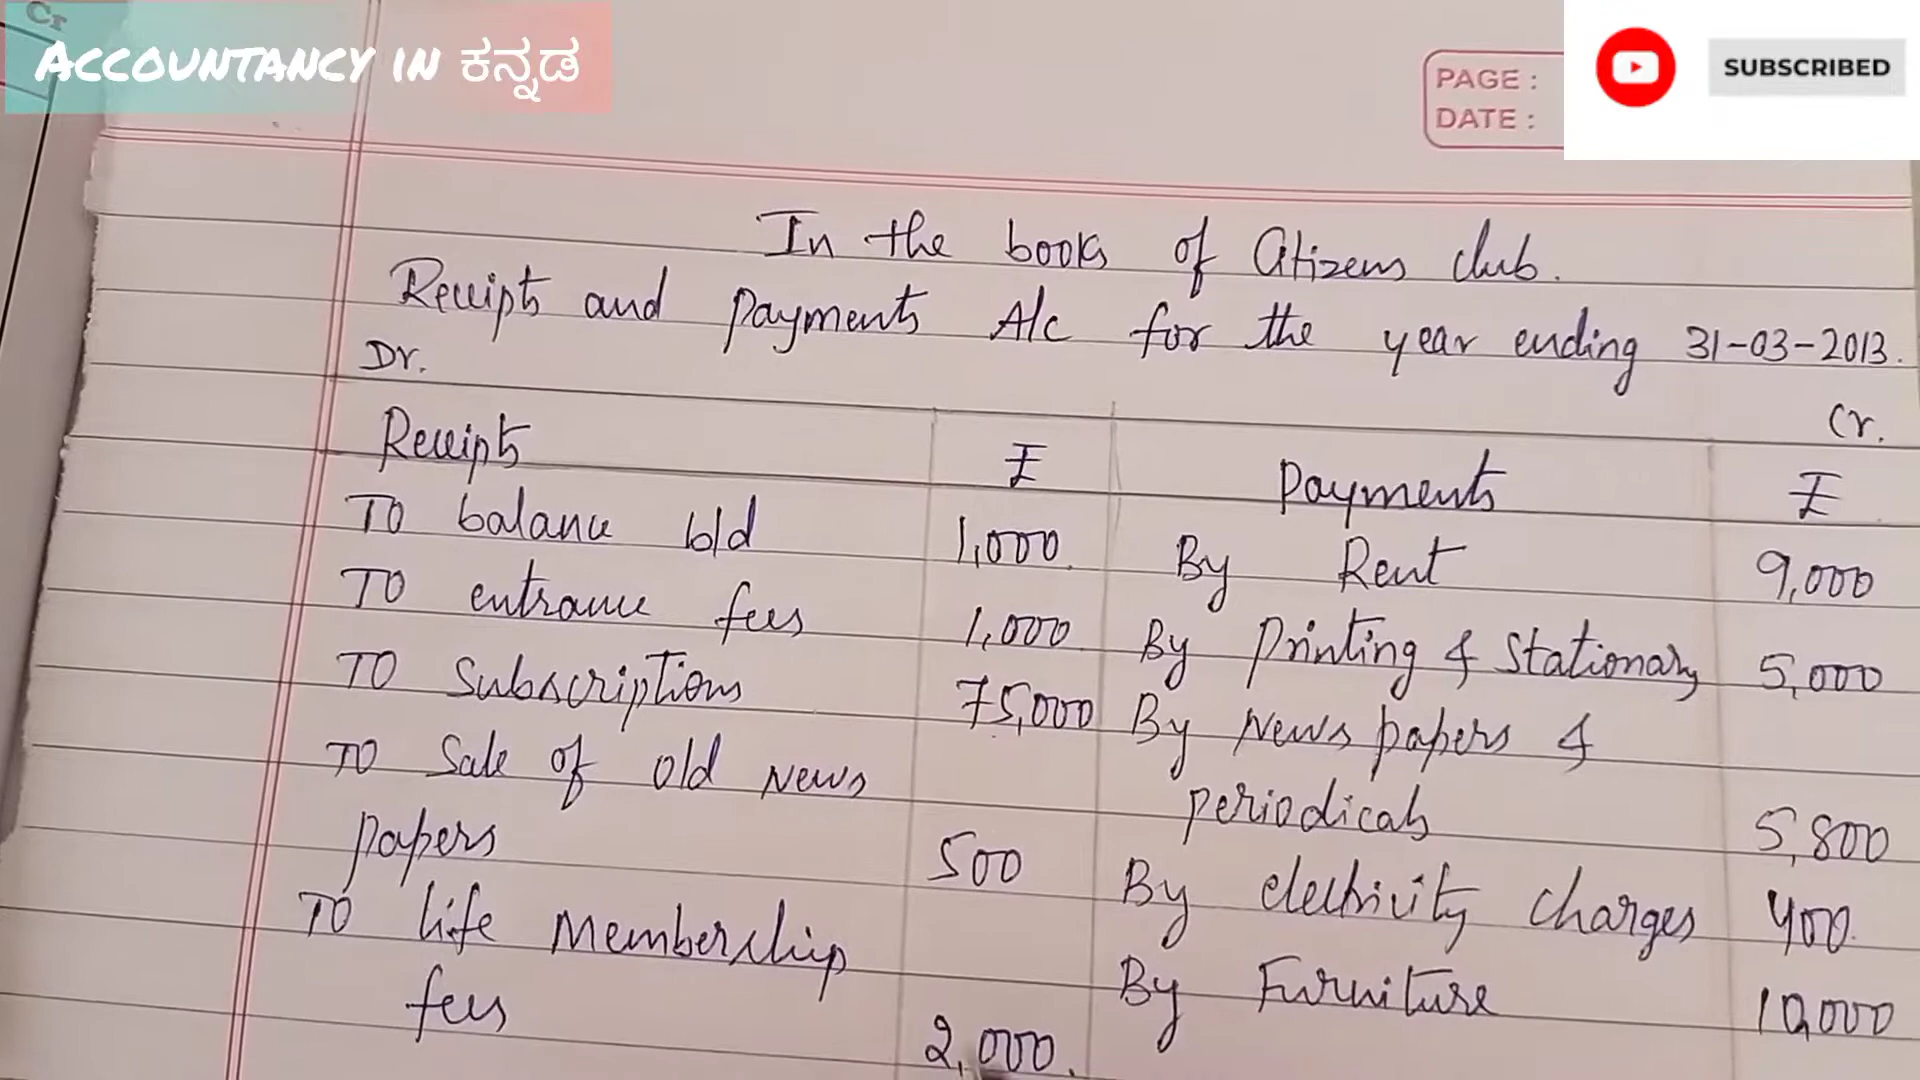 Cr
ACCOUNTANCY IN ಕನ್ನಡ
PAGE :
DATE :
SUBSCRIBED
In the books of Citizens club.
Receipts and payments A/c for the year ending 31-03-2013.
Dr.
Cr.
Receipts ₹ Payments ₹
To balance b/d 1,000. By Rent 9,000
To entrance fees 1,000 By Printing & Stationary 5,000
To Subscriptions 75,000 By News papers &
To Sale of old News periodicals 5,800
papers 500 By electricity charges 400.
To life Membership By Furniture 10,000
fees 2,000.